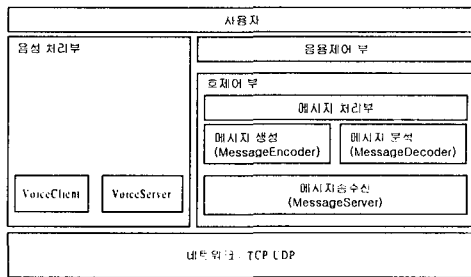 사용자
음성 처리부
응용제어 부
호제어 부
메시지 처리부
메시지 생성
(MessageEncoder)
메시지 분석
(MessageDecoder)
VoiceClient
VoiceServer
메시지송수신
(MessageServer)
네트워크 : TCP UDP